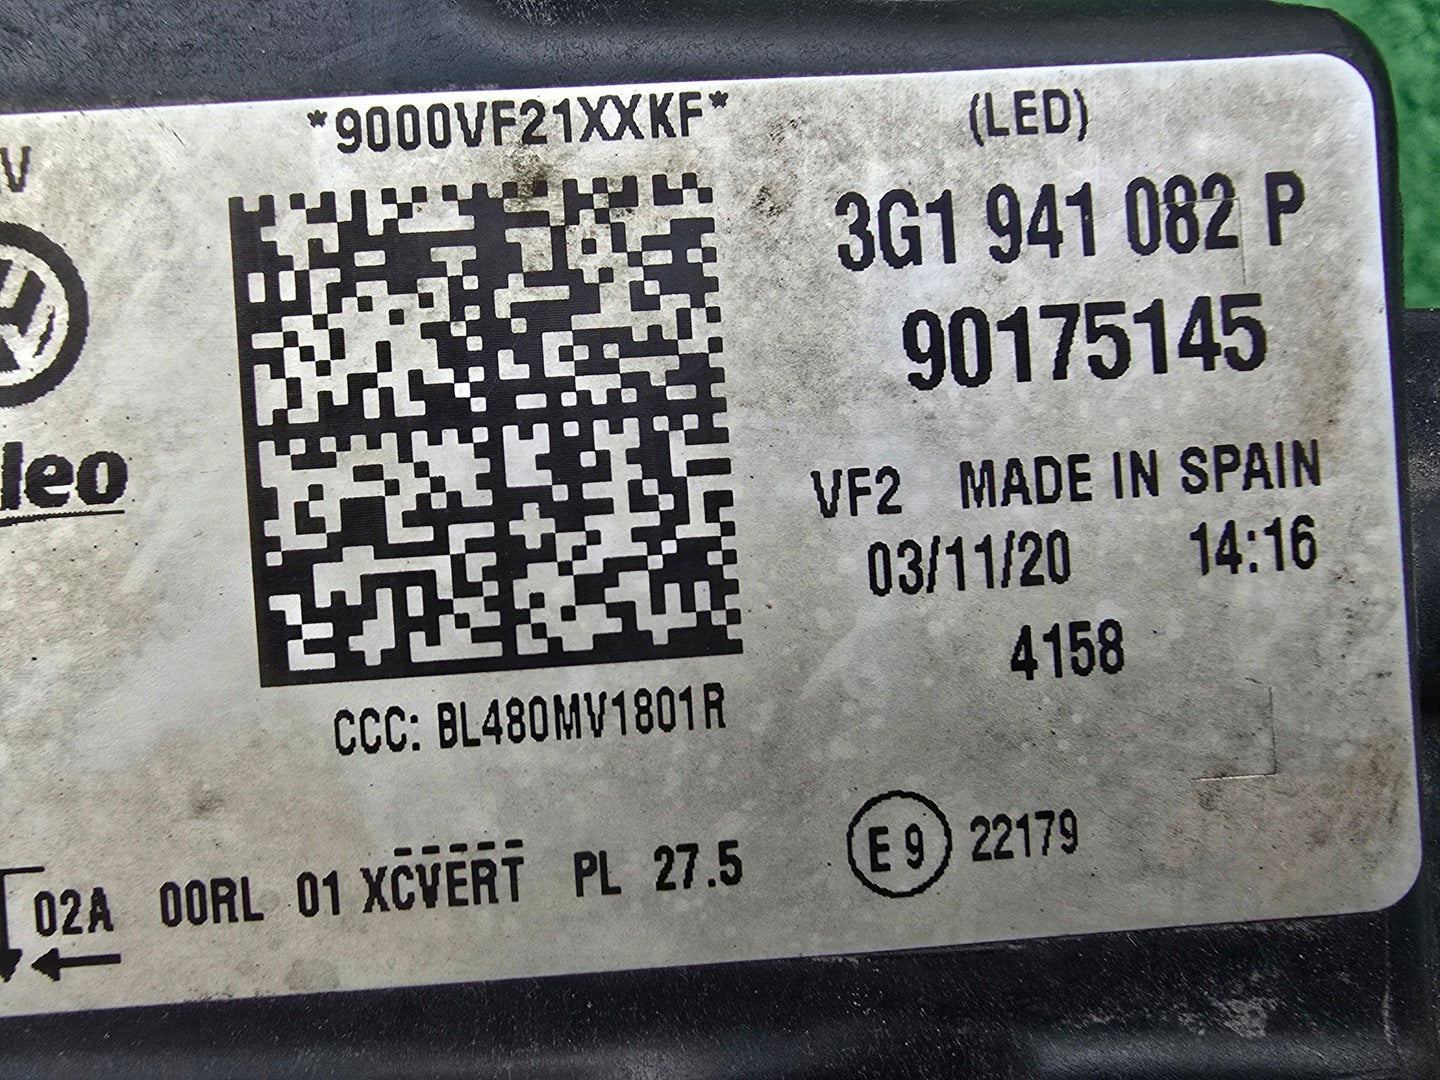 *9000VF21XXKF*
(LED)
V
3G1 941 082 P
90175145
leo
VF2 MADE IN SPAIN
03/11/20 14:16
4158
CCC: BL480MV1801R
02A 00RL 01 XCVERT PL 27.5
E 9 22179